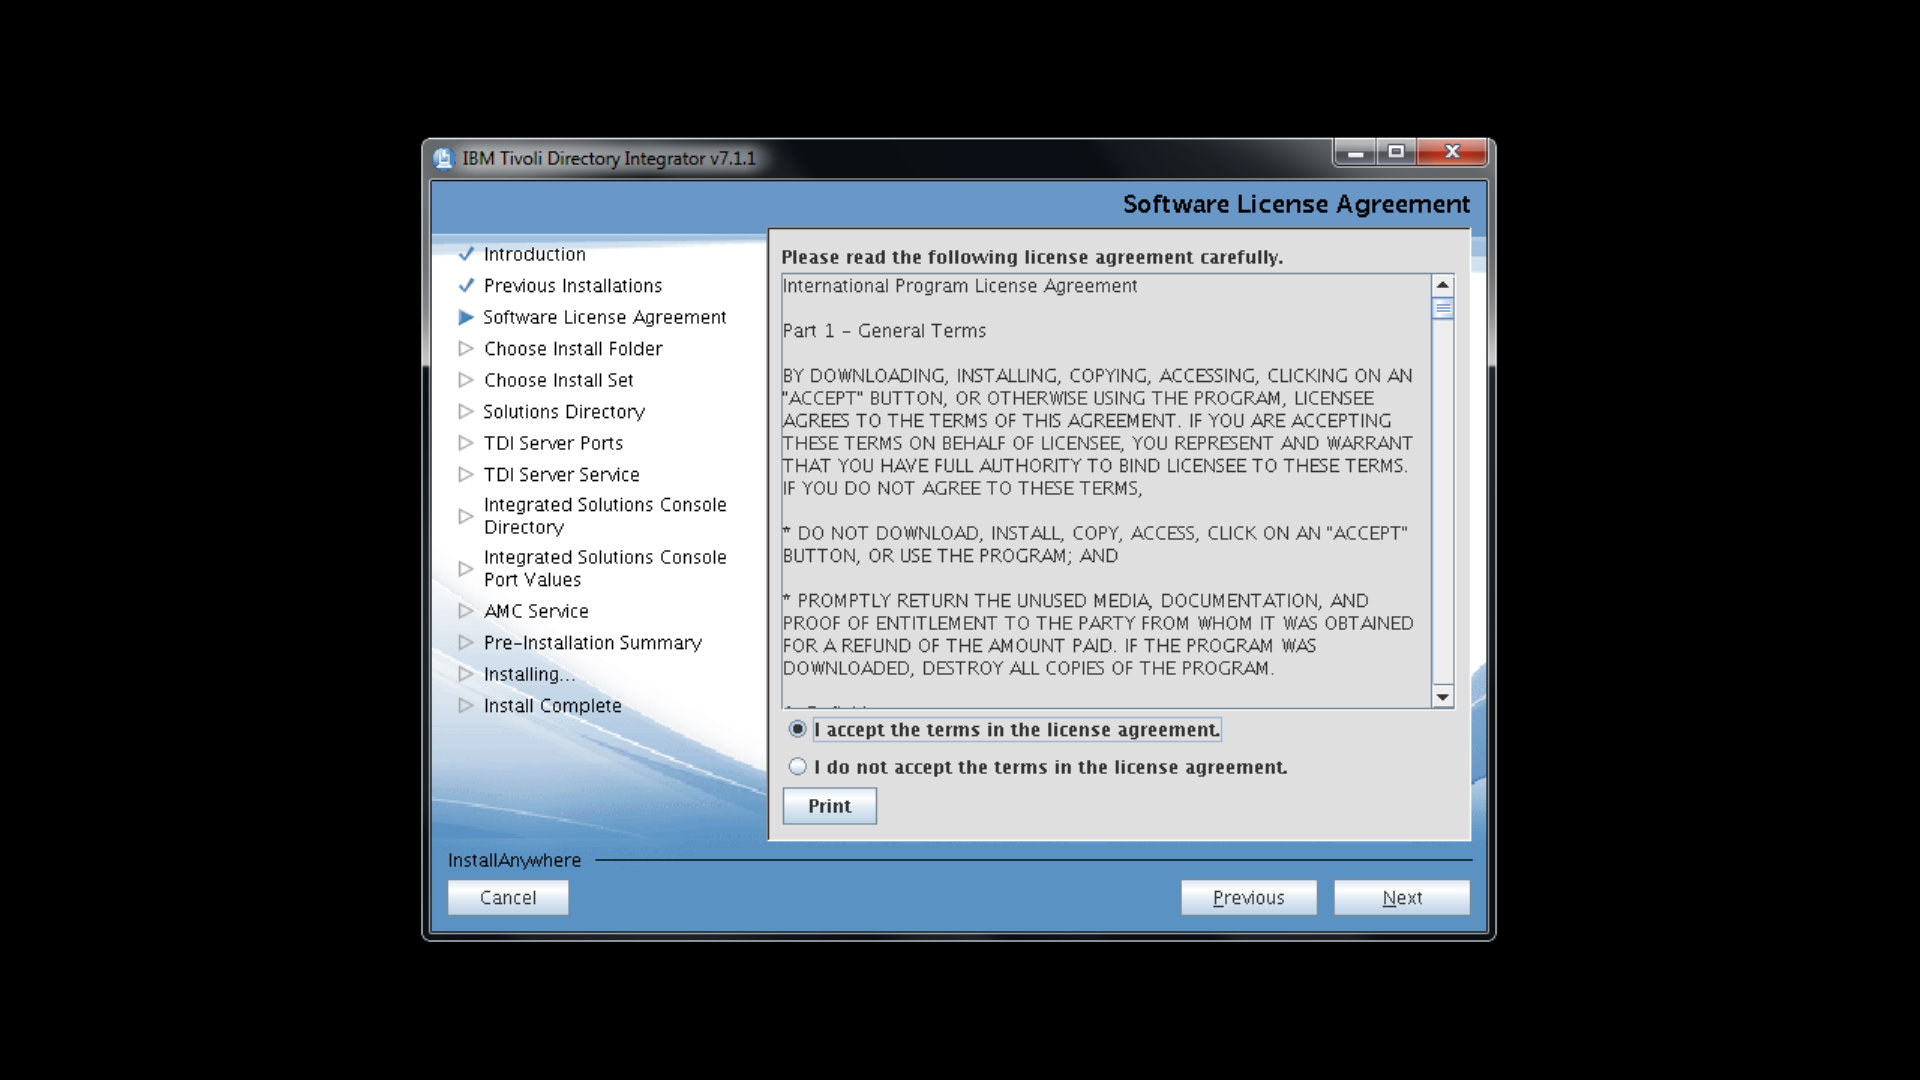 IBM Tivoli Directory Integrator v7.1.1
Software License Agreement
Introduction
Previous Installations
Software License Agreement
Choose Install Folder
Choose Install Set
Solutions Directory
TDI Server Ports
TDI Server Service
Integrated Solutions Console
Directory
Integrated Solutions Console
Port Values
AMC Service
Pre-Installation Summary
Installing...
Install Complete
Please read the following license agreement carefully.
International Program License Agreement
Part 1 - General Terms
BY DOWNLOADING, INSTALLING, COPYING, ACCESSING, CLICKING ON AN
"ACCEPT" BUTTON, OR OTHERWISE USING THE PROGRAM, LICENSEE
AGREES TO THE TERMS OF THIS AGREEMENT. IF YOU ARE ACCEPTING
THESE TERMS ON BEHALF OF LICENSEE, YOU REPRESENT AND WARRANT
THAT YOU HAVE FULL AUTHORITY TO BIND LICENSEE TO THESE TERMS.
IF YOU DO NOT AGREE TO THESE TERMS,
* DO NOT DOWNLOAD, INSTALL, COPY, ACCESS, CLICK ON AN "ACCEPT"
BUTTON, OR USE THE PROGRAM; AND
* PROMPTLY RETURN THE UNUSED MEDIA, DOCUMENTATION, AND
PROOF OF ENTITLEMENT TO THE PARTY FROM WHOM IT WAS OBTAINED
FOR A REFUND OF THE AMOUNT PAID. IF THE PROGRAM WAS
DOWNLOADED, DESTROY ALL COPIES OF THE PROGRAM.
I accept the terms in the license agreement.
I do not accept the terms in the license agreement.
Print
InstallAnywhere
Cancel
Previous
Next